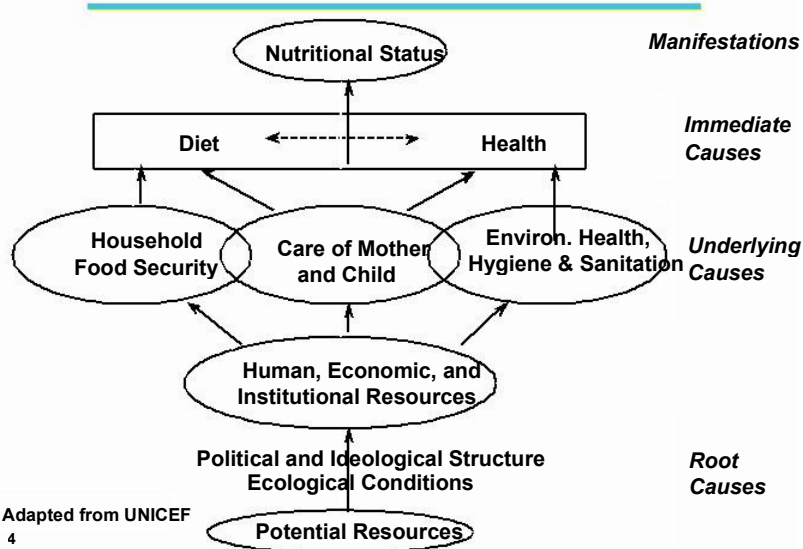 Nutritional Status
Manifestations
Diet
Health
Immediate
Causes
Household
Food Security
Care of Mother
and Child
Environ. Health,
Hygiene & Sanitation
Underlying
Causes
Human, Economic, and
Institutional Resources
Political and Ideological Structure
Ecological Conditions
Root
Causes
Adapted from UNICEF
4
Potential Resources